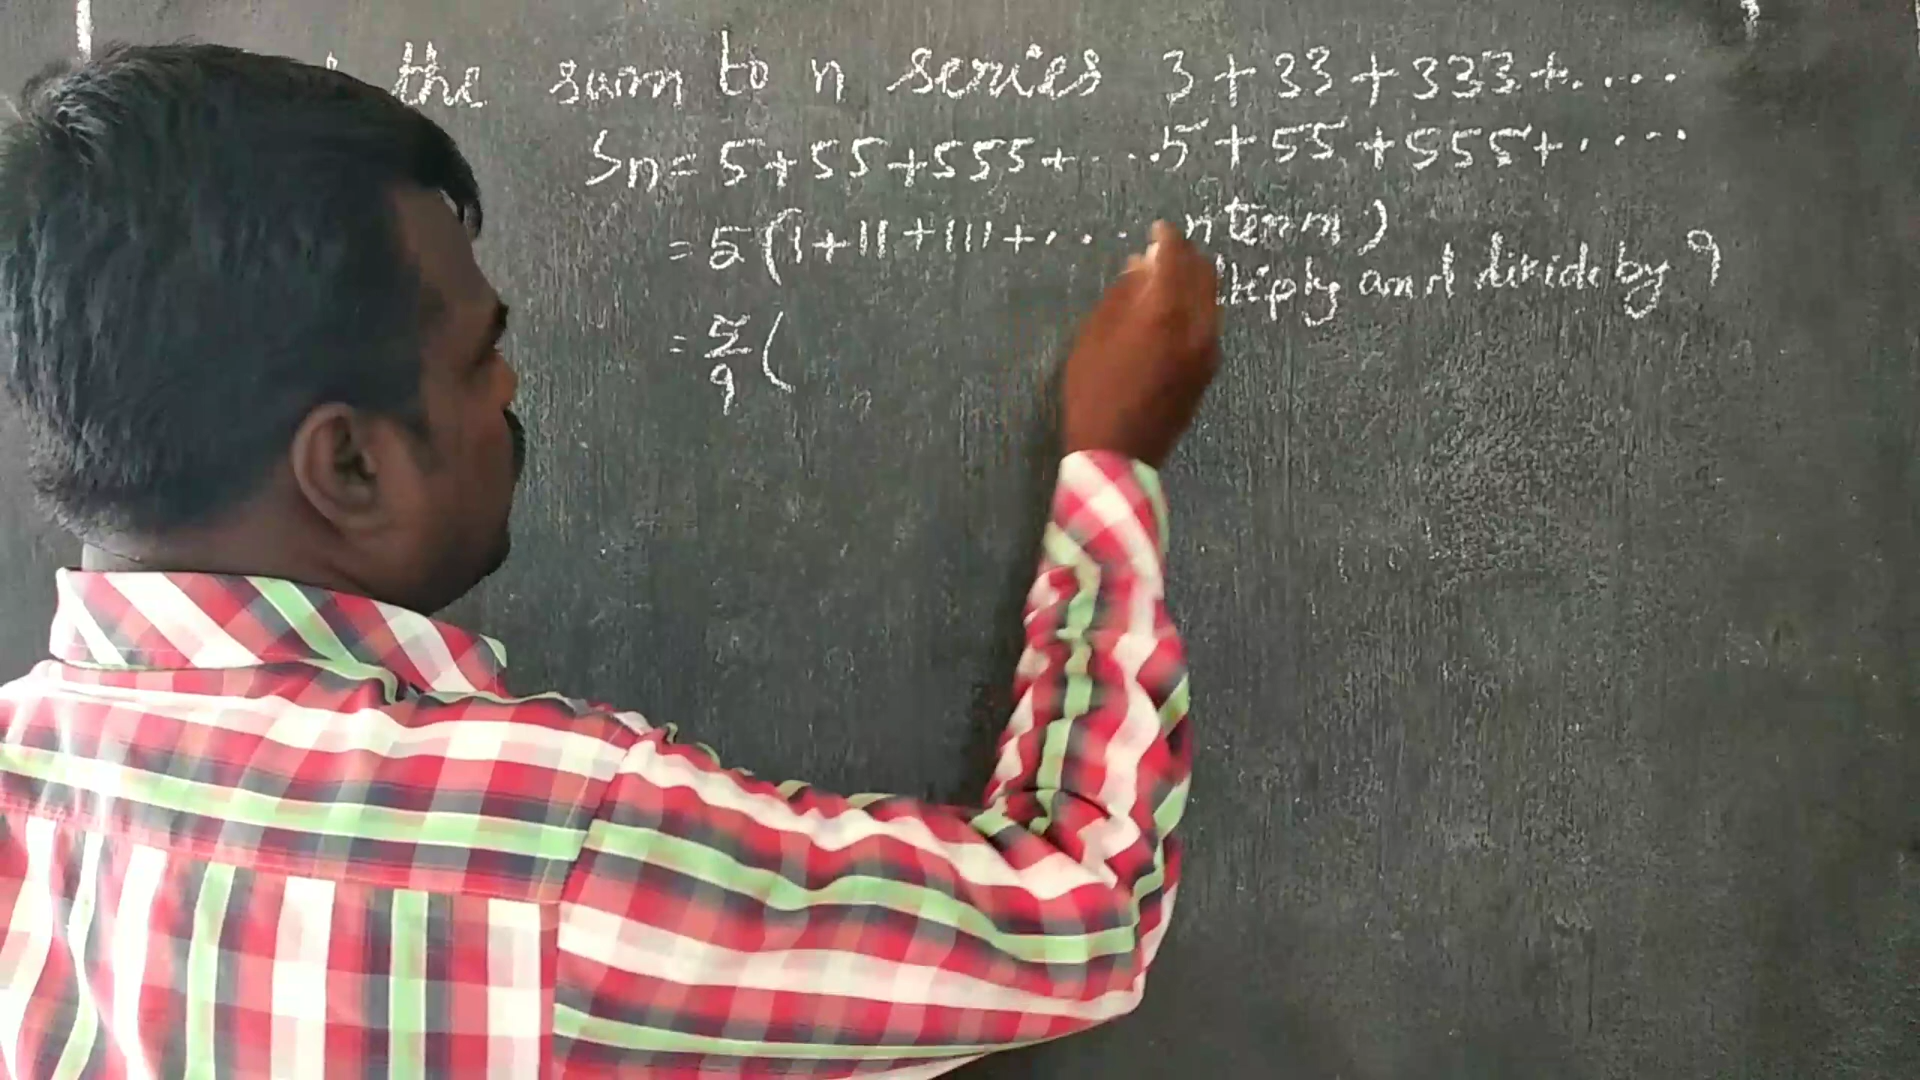 the sum to n series 3+33+333+....
Sn= 5+55+555+... 5+55+555+....
= 5(1+11+111+.... n term)
ltiply and divide by 9
= 5/9 (